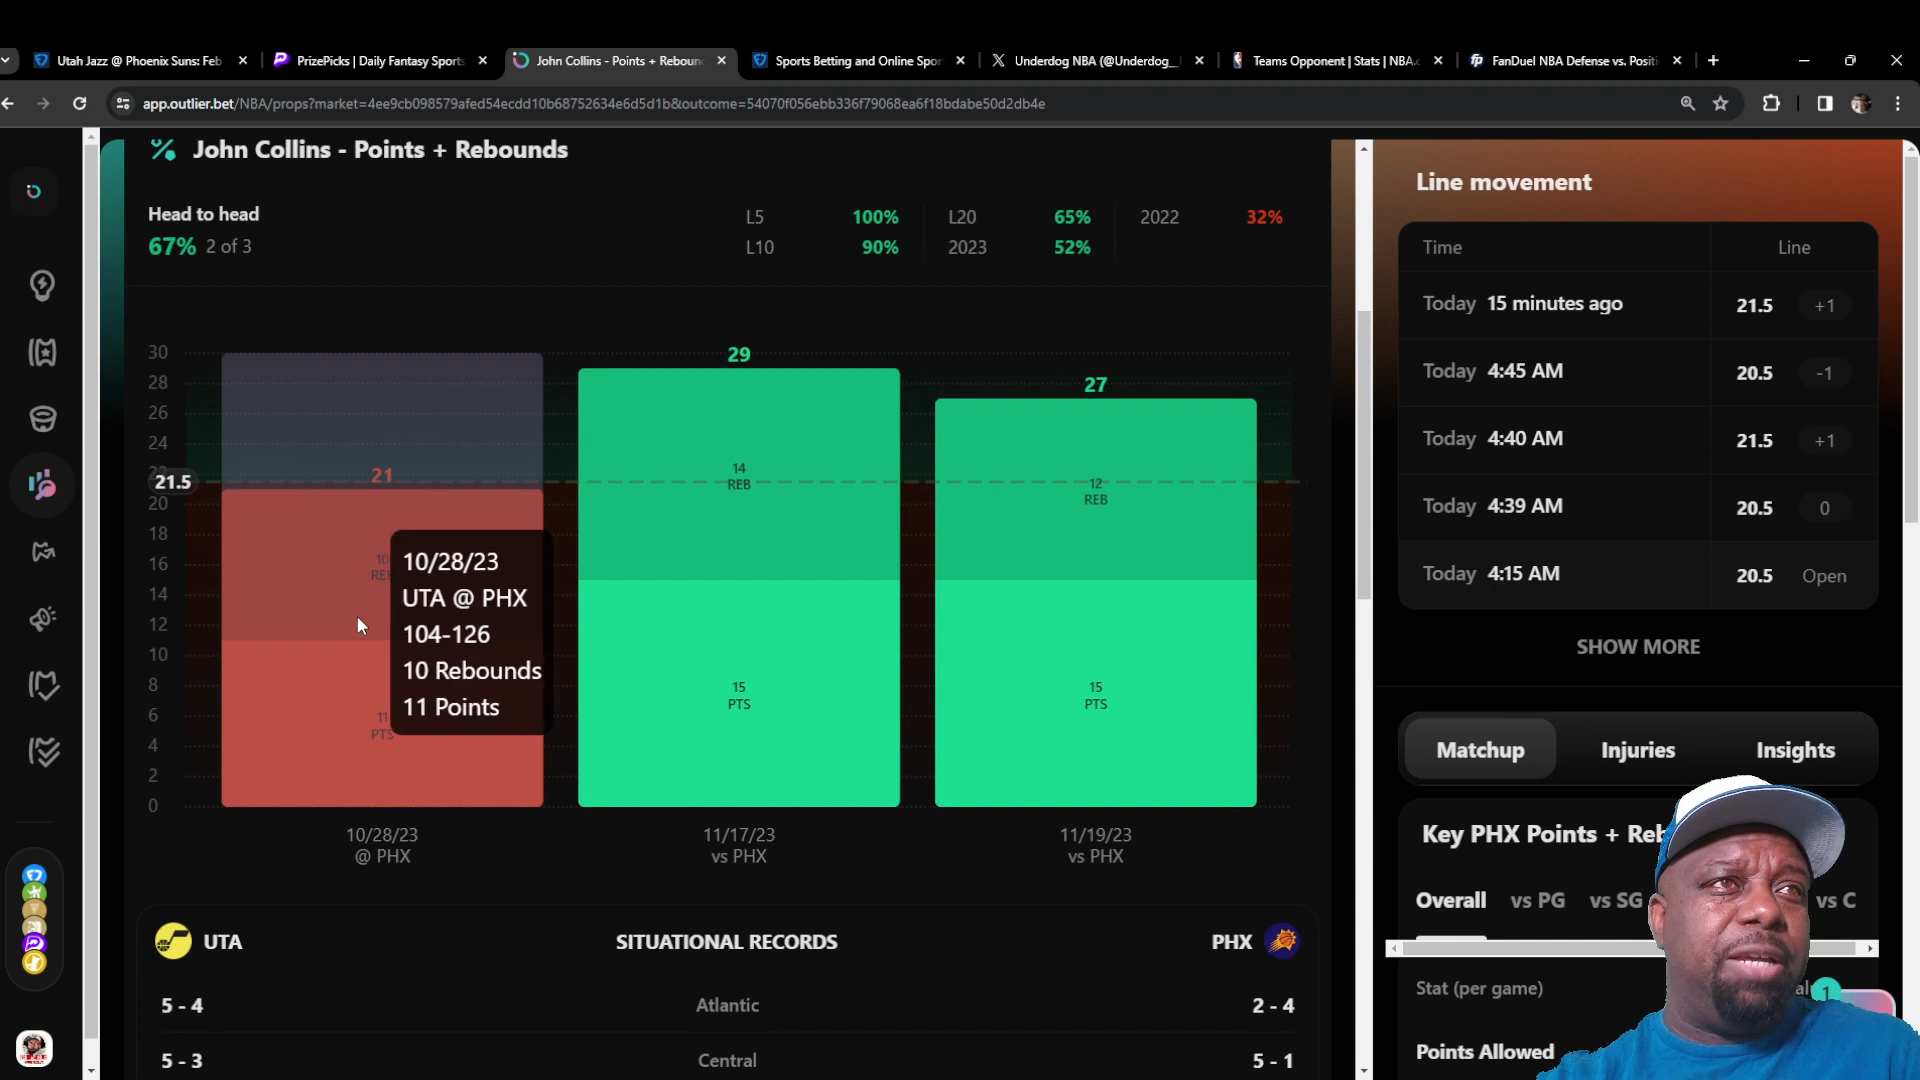 Utah Jazz @ Phoenix Suns: Feb
PrizePicks | Daily Fantasy Sports
John Collins - Points + Reboun
Sports Betting and Online Spor
Underdog NBA (@Underdog__
Teams Opponent | Stats | NBA.c
FanDuel NBA Defense vs. Positi
app.outlier.bet/NBA/props?market=4ee9cb098579afed54ecdd10b68752634e6d5d1b&outcome=54070f056ebb336f79068ea6f18bdabe50d2db4e
John Collins - Points + Rebounds
Head to head
67% 2 of 3
L5 100% L20 65% 2022 32%
L10 90% 2023 52%
30
28
26
24
21.5
20
18
16
14
12
10
8
6
4
2
0
21
11
PTS
10/28/23
UTA @ PHX
104-126
10 Rebounds
11 Points
29
14
REB
15
PTS
27
12
REB
15
PTS
10/28/23
@ PHX
11/17/23
vs PHX
11/19/23
vs PHX
UTA SITUATIONAL RECORDS PHX
5 - 4 Atlantic 2 - 4
5 - 3 Central 5 - 1
Line movement
Time Line
Today 15 minutes ago 21.5 +1
Today 4:45 AM 20.5 -1
Today 4:40 AM 21.5 +1
Today 4:39 AM 20.5 0
Today 4:15 AM 20.5 Open
SHOW MORE
Matchup Injuries Insights
Key PHX Points + Reb
Overall vs PG vs SG vs C
Stat (per game)
1
Points Allowed